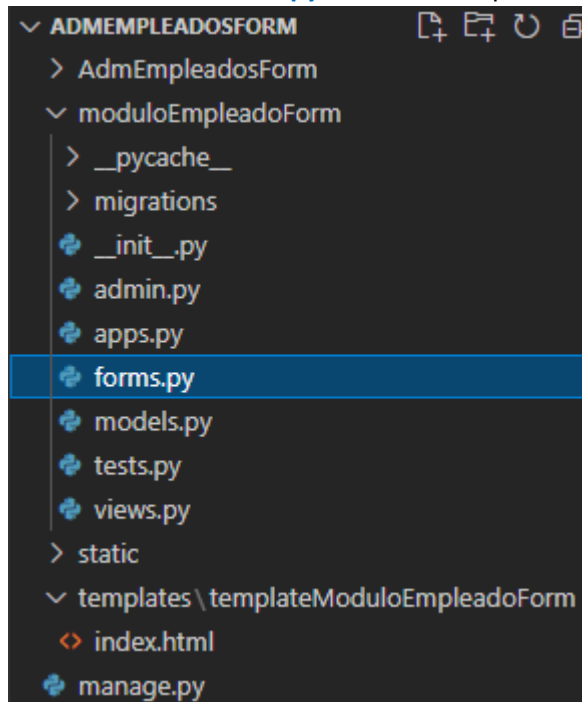 ADMEMPLEADOSFORM
AdmEmpleadosForm
moduloEmpleadoForm
__pycache__
migrations
__init__.py
admin.py
apps.py
forms.py
models.py
tests.py
views.py
static
templates\templateModuloEmpleadoForm
index.html
manage.py